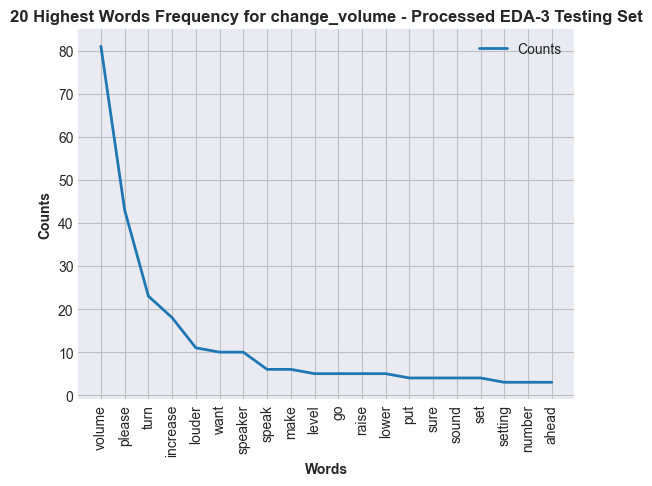 20 Highest Words Frequency for change_volume - Processed EDA-3 Testing Set
Counts
80
70
60
50
40
30
20
10
0
Counts
volume
please
turn
increase
louder
want
speaker
speak
make
level
go
raise
lower
put
sure
sound
set
setting
number
ahead
Words